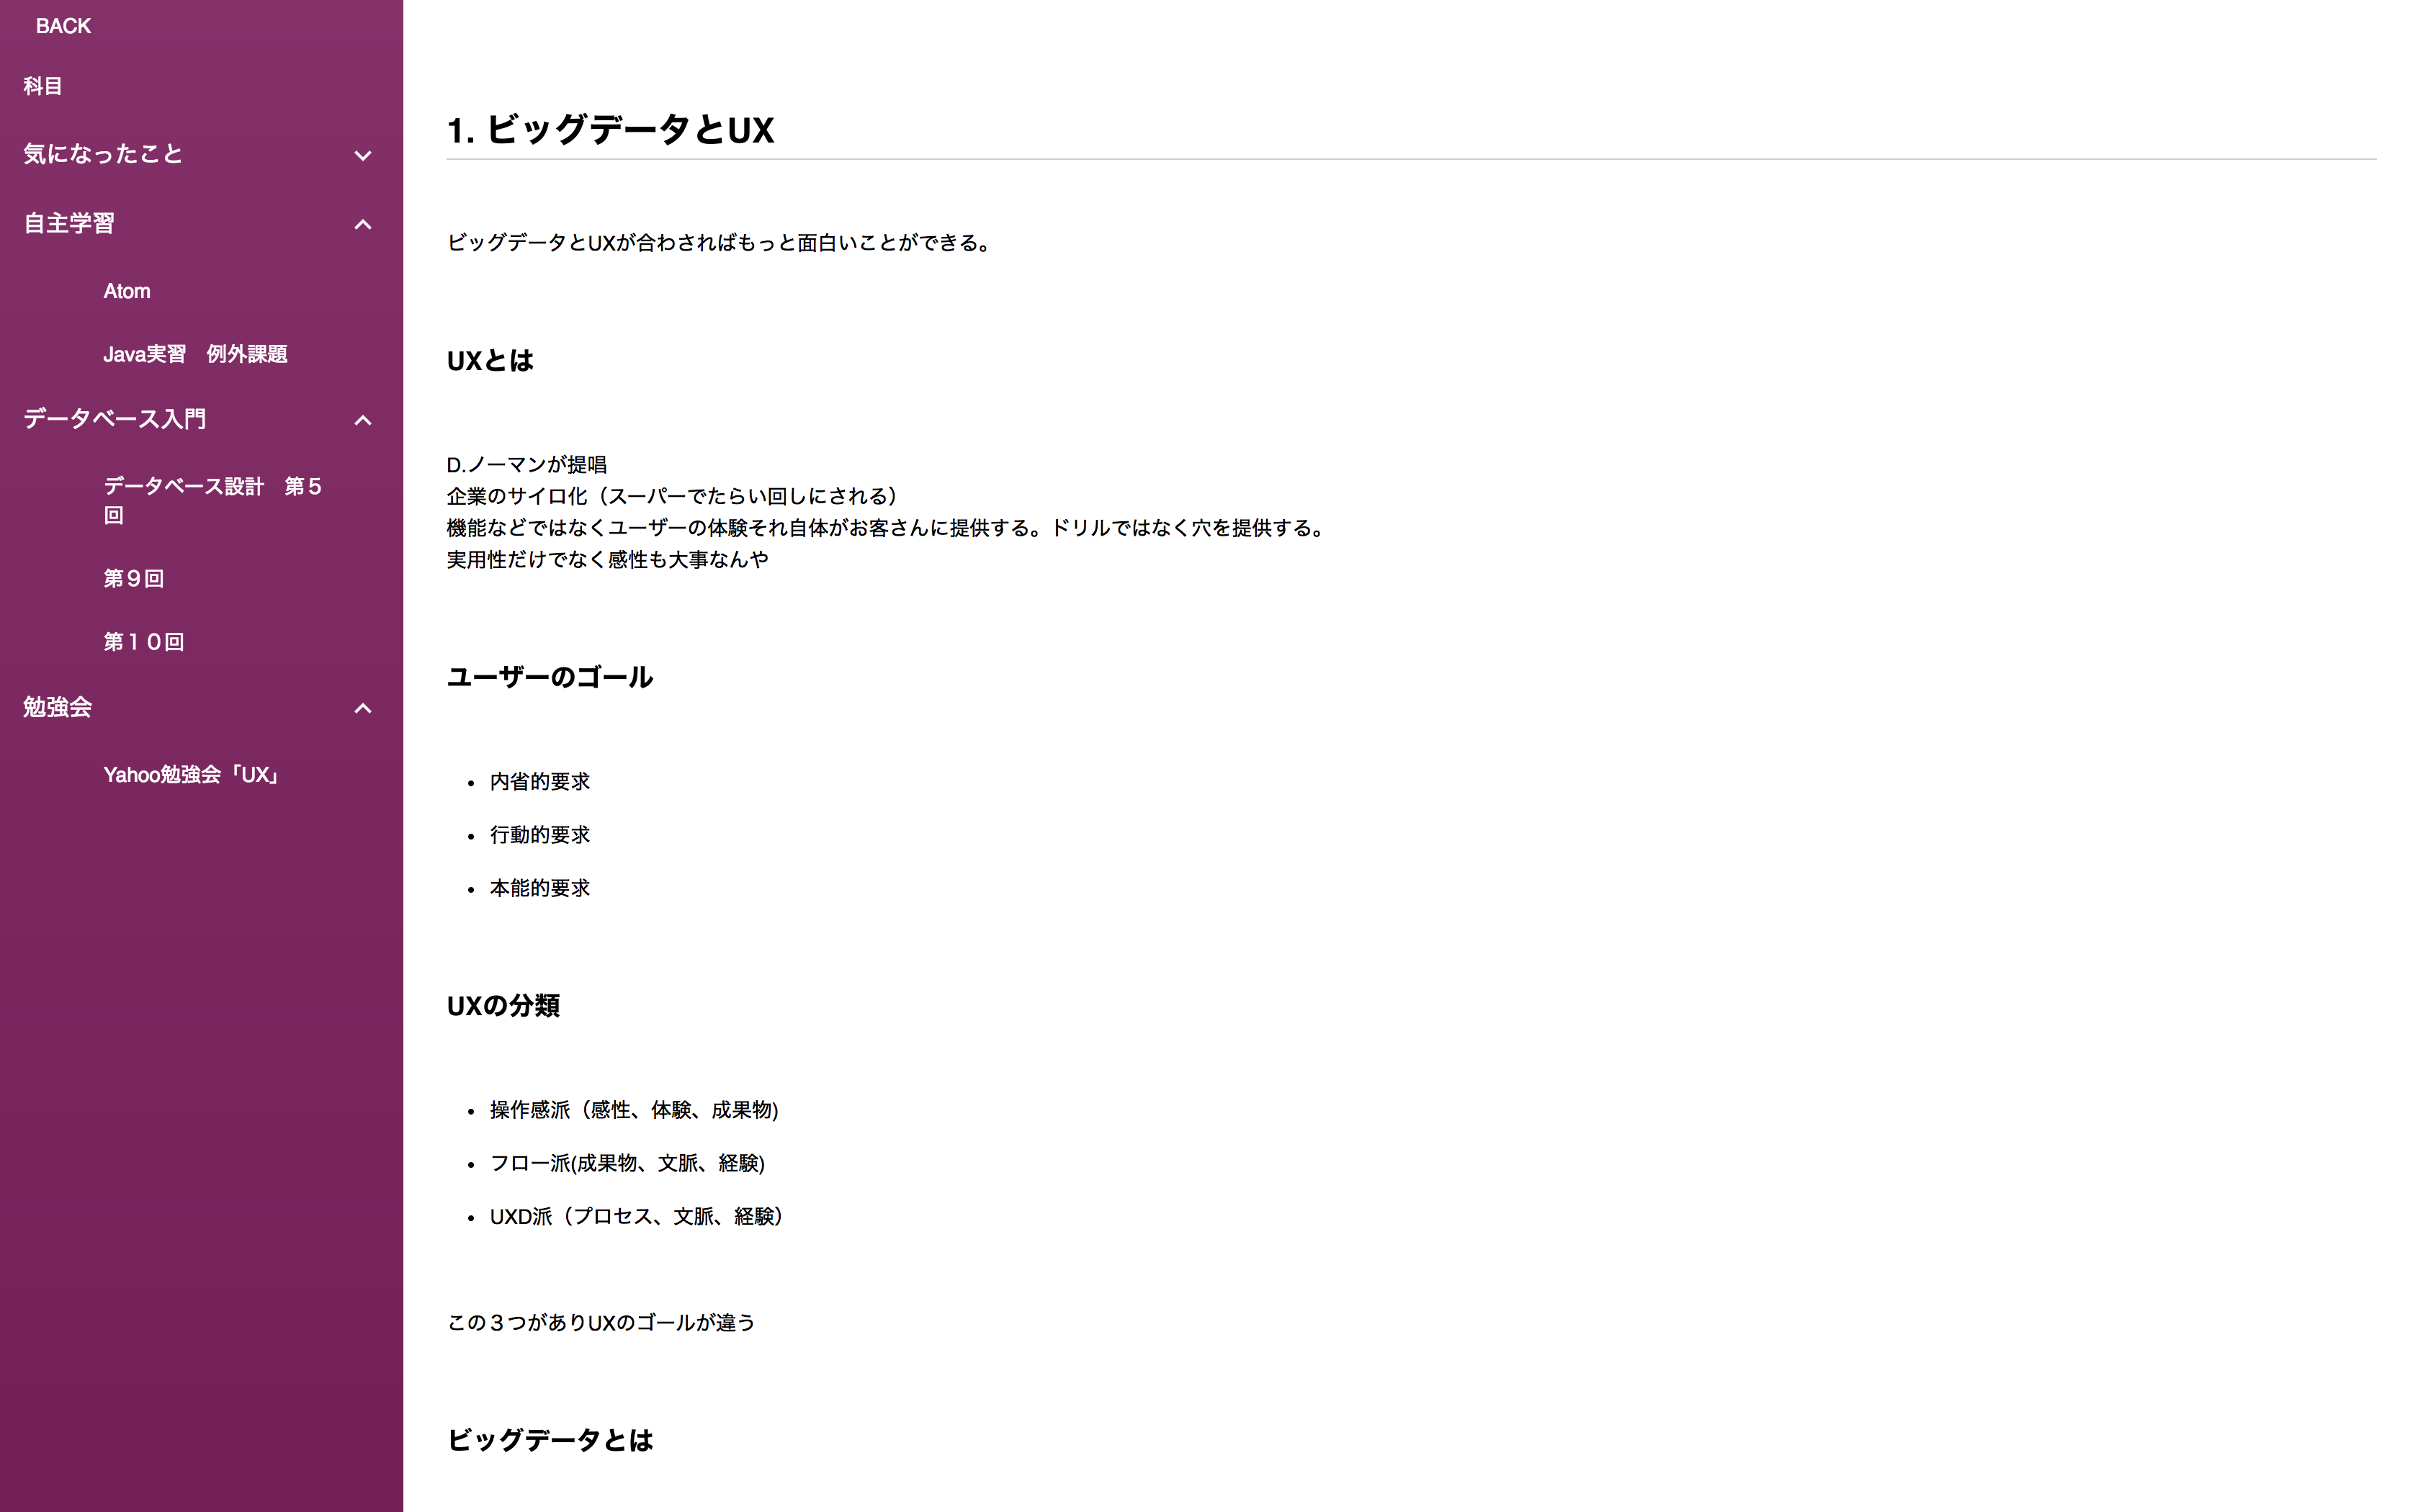 BACK
科目
気になったこと
自主学習
Atom
Java実習　例外課題
データベース入門
データベース設計　第５
回
第９回
第１０回
勉強会
Yahoo勉強会「UX」
1. ビッグデータとUX
ビッグデータとUXが合わさればもっと面白いことができる。
UXとは
D.ノーマンが提唱
企業のサイロ化（スーパーでたらい回しにされる）
機能などではなくユーザーの体験それ自体がお客さんに提供する。ドリルではなく穴を提供する。
実用性だけでなく感性も大事なんや
ユーザーのゴール
• 内省的要求
• 行動的要求
• 本能的要求
UXの分類
• 操作感派（感性、体験、成果物)
• フロー派(成果物、文脈、経験)
• UXD派（プロセス、文脈、経験）
この３つがありUXのゴールが違う
ビッグデータとは